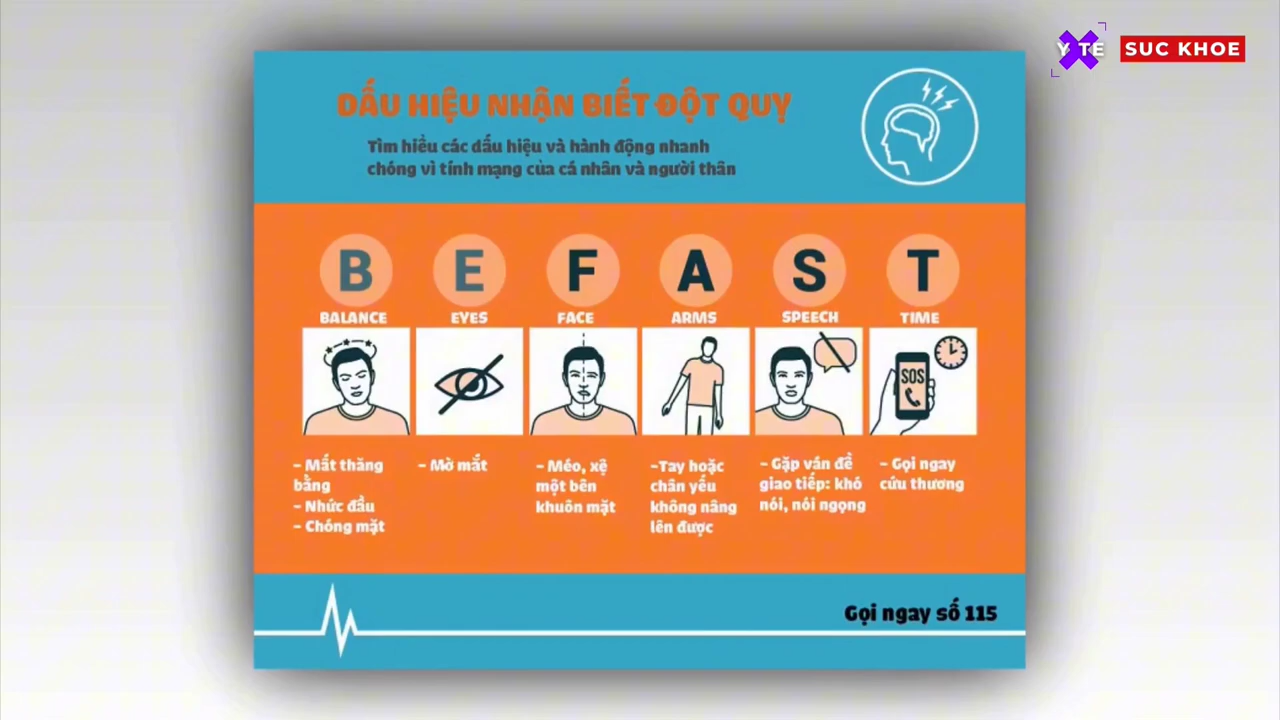 Y TE SUC KHOE
DẤU HIỆU NHẬN BIẾT ĐỘT QUỴ
Tìm hiểu các dấu hiệu và hành động nhanh
chóng vì tính mạng của cá nhân và người thân
B E F A S T
BALANCE EYES FACE ARMS SPEECH TIME
SOS
- Mất thăng
bằng
- Nhức đầu
- Chóng mặt
- Mờ mắt
- Méo, xệ
một bên
khuôn mặt
-Tay hoặc
chân yếu
không nâng
lên được
- Gặp vấn đề
giao tiếp: khó
nói, nói ngọng
- Gọi ngay
cứu thương
Gọi ngay số 115